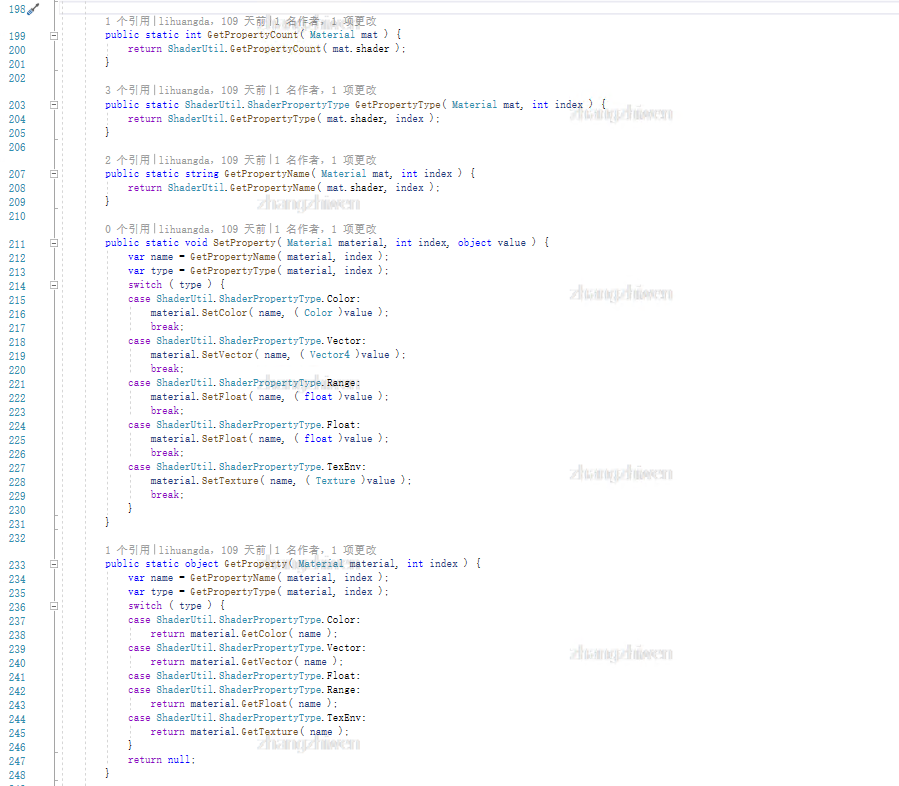 198
1 个引用|lihuangda，109 天前|1 名作者，1 项更改
199 public static int GetPropertyCount( Material mat ) {
200 return ShaderUtil.GetPropertyCount( mat.shader );
201 }
202
3 个引用|lihuangda，109 天前|1 名作者，1 项更改
203 public static ShaderUtil.ShaderPropertyType GetPropertyType( Material mat, int index ) {
204 return ShaderUtil.GetPropertyType( mat.shader, index );
205 }
206
2 个引用|lihuangda，109 天前|1 名作者，1 项更改
207 public static string GetPropertyName( Material mat, int index ) {
208 return ShaderUtil.GetPropertyName( mat.shader, index );
209 }
210
0 个引用|lihuangda，109 天前|1 名作者，1 项更改
211 public static void SetProperty( Material material, int index, object value ) {
212 var name = GetPropertyName( material, index );
213 var type = GetPropertyType( material, index );
214 switch ( type ) {
215 case ShaderUtil.ShaderPropertyType.Color:
216 material.SetColor( name, ( Color )value );
217 break;
218 case ShaderUtil.ShaderPropertyType.Vector:
219 material.SetVector( name, ( Vector4 )value );
220 break;
221 case ShaderUtil.ShaderPropertyType.Range:
222 material.SetFloat( name, ( float )value );
223 break;
224 case ShaderUtil.ShaderPropertyType.Float:
225 material.SetFloat( name, ( float )value );
226 break;
227 case ShaderUtil.ShaderPropertyType.TexEnv:
228 material.SetTexture( name, ( Texture )value );
229 break;
230 }
231 }
232
1 个引用|lihuangda，109 天前|1 名作者，1 项更改
233 public static object GetProperty( Material material, int index ) {
234 var name = GetPropertyName( material, index );
235 var type = GetPropertyType( material, index );
236 switch ( type ) {
237 case ShaderUtil.ShaderPropertyType.Color:
238 return material.GetColor( name );
239 case ShaderUtil.ShaderPropertyType.Vector:
240 return material.GetVector( name );
241 case ShaderUtil.ShaderPropertyType.Float:
242 case ShaderUtil.ShaderPropertyType.Range:
243 return material.GetFloat( name );
244 case ShaderUtil.ShaderPropertyType.TexEnv:
245 return material.GetTexture( name );
246 }
247 return null;
248 }